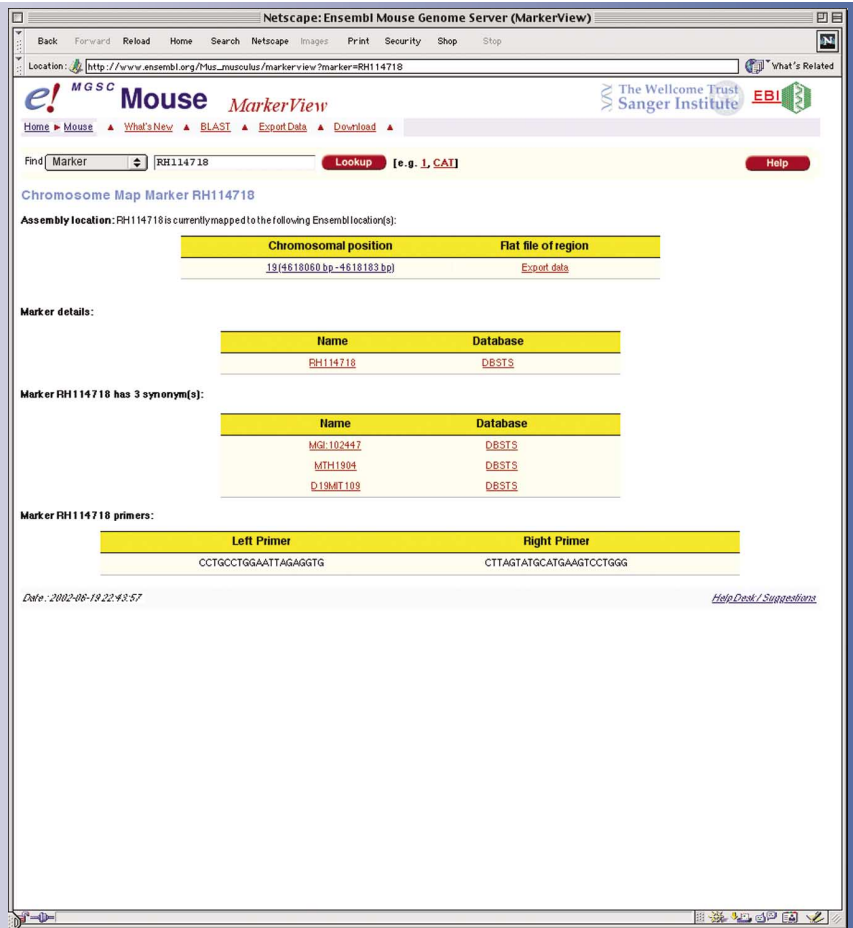 Netscape: Ensembl Mouse Genome Server (MarkerView)
Back Forward Reload Home Search Netscape Images Print Security Shop Stop
N
Location: http://www.ensembl.org/Mus_musculus/markerview?marker=RH114718 What's Related
e! MGSC Mouse MarkerView The Wellcome Trust Sanger Institute EBI
Home Mouse What's New BLAST Export Data Download
Find Marker RH114718 Lookup [e.g. 1, CAT] Help
Chromosome Map Marker RH114718
Assembly location: RH114718 is currently mapped to the following Ensembl location(s):
Chromosomal position Flat file of region
19 (4618060 bp - 4618183 bp) Export data
Marker details:
Name Database
RH114718 DBSTS
Marker RH114718 has 3 synonym(s):
Name Database
MGI:102447 DBSTS
MTH1904 DBSTS
D19MIT109 DBSTS
Marker RH114718 primers:
Left Primer Right Primer
CCTGCCTGGAATTAGAGGTG CTTAGTATGCATGAAGTCCTGGG
Date : 2002-06-19 22:43:57 Help Desk / Suggestions